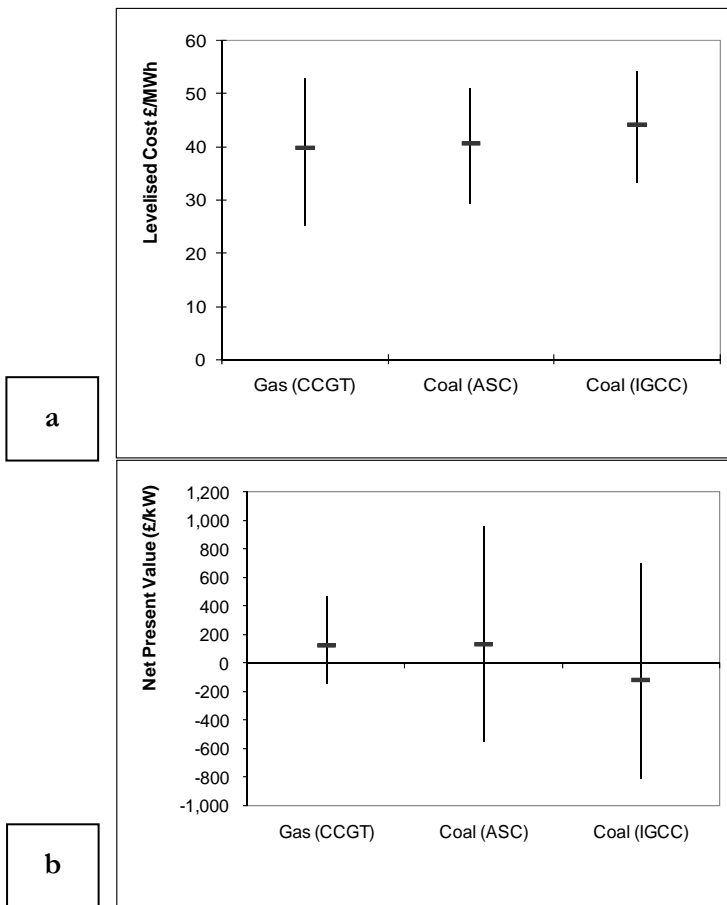 Levelised Cost £/MWh
60
50
40
30
20
10
0
Gas (CCGT)
Coal (ASC)
Coal (IGCC)
a
Net Present Value (£/kW)
1,200
1,000
800
600
400
200
0
-200
-400
-600
-800
-1,000
Gas (CCGT)
Coal (ASC)
Coal (IGCC)
b